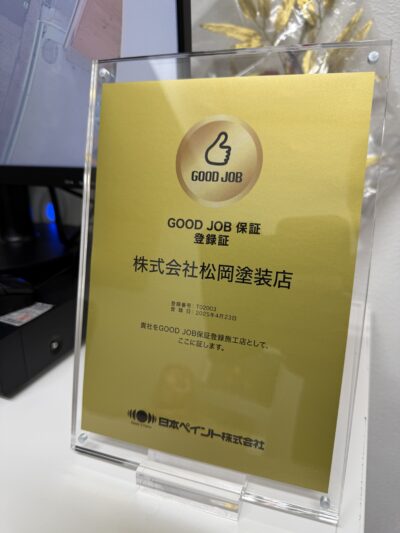 GOOD JOB
GOOD JOB 保証
登録証
株式会社松岡塗装店
登録番号：T02003
登 録 日：2025年4月23日
貴社をGOOD JOB保証登録施工店として、
ここに証します。
日本ペイント株式会社